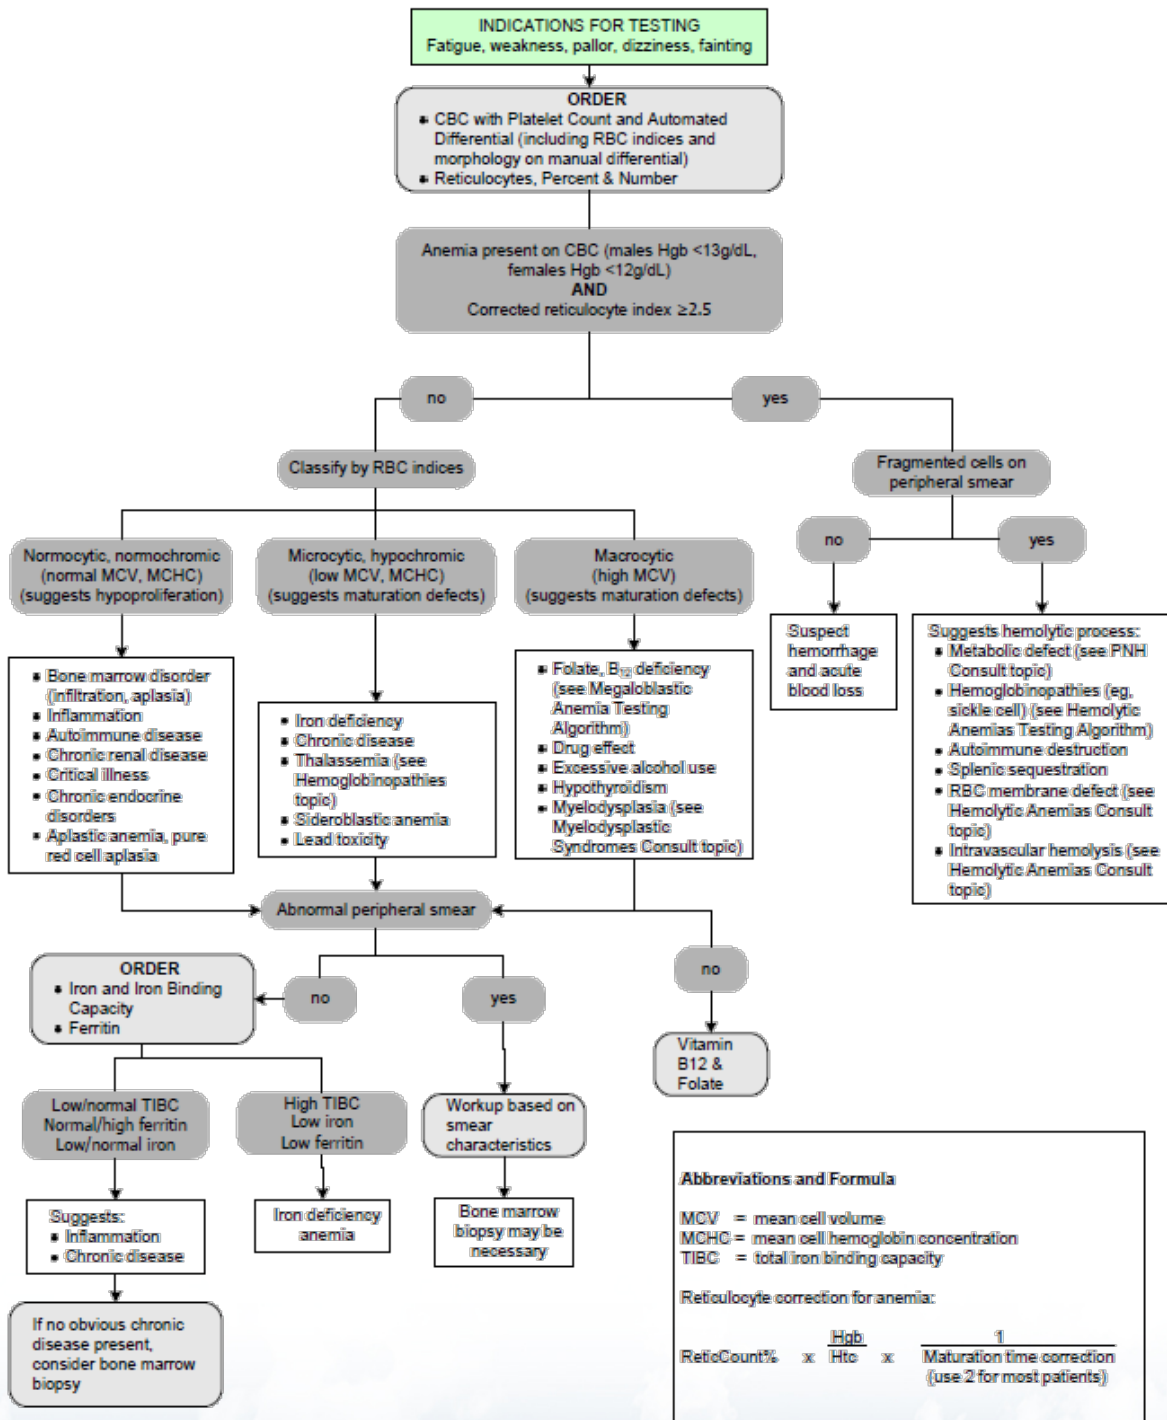 INDICATIONS FOR TESTING
Fatigue, weakness, pallor, dizziness, fainting
ORDER
• CBC with Platelet Count and Automated
Differential (including RBC indices and
morphology on manual differential)
• Reticulocytes, Percent & Number
Anemia present on CBC (males Hgb <13g/dL,
females Hgb <12g/dL)
AND
Corrected reticulocyte index ≥2.5
no
yes
Classify by RBC indices
Fragmented cells on
peripheral smear
no
yes
Normocytic, normochromic
(normal MCV, MCHC)
(suggests hypoproliferation)
Microcytic, hypochromic
(low MCV, MCHC)
(suggests maturation defects)
Macrocytic
(high MCV)
(suggests maturation defects)
Suspect
hemorrhage
and acute
blood loss
Suggests hemolytic process:
• Metabolic defect (see PNH
Consult topic)
• Hemoglobinopathies (eg,
sickle cell) (see Hemolytic
Anemias Testing Algorithm)
• Autoimmune destruction
• Splenic sequestration
• RBC membrane defect (see
Hemolytic Anemias Consult
topic)
• Intravascular hemolysis (see
Hemolytic Anemias Consult
topic)
• Bone marrow disorder
(infiltration, aplasia)
• Inflammation
• Autoimmune disease
• Chronic renal disease
• Critical illness
• Chronic endocrine
disorders
• Aplastic anemia, pure
red cell aplasia
• Iron deficiency
• Chronic disease
• Thalassemia (see
Hemoglobinopathies
topic)
• Sideroblastic anemia
• Lead toxicity
• Folate, B12 deficiency
(see Megaloblastic
Anemia Testing
Algorithm)
• Drug effect
• Excessive alcohol use
• Hypothyroidism
• Myelodysplasia (see
Myelodysplastic
Syndromes Consult topic)
Abnormal peripheral smear
ORDER
• Iron and Iron Binding
Capacity
• Ferritin
no
yes
no
Vitamin
B12 &
Folate
Low/normal TIBC
Normal/high ferritin
Low/normal iron
High TIBC
Low iron
Low ferritin
Workup based on
smear
characteristics
Suggests:
• Inflammation
• Chronic disease
Iron deficiency
anemia
Bone marrow
biopsy may be
necessary
If no obvious chronic
disease present,
consider bone marrow
biopsy
Abbreviations and Formula
MCV = mean cell volume
MCHC = mean cell hemoglobin concentration
TIBC = total iron binding capacity
Reticulocyte correction for anemia:
Hgb 1
ReticCount% x Htc x Maturation time correction
(use 2 for most patients)